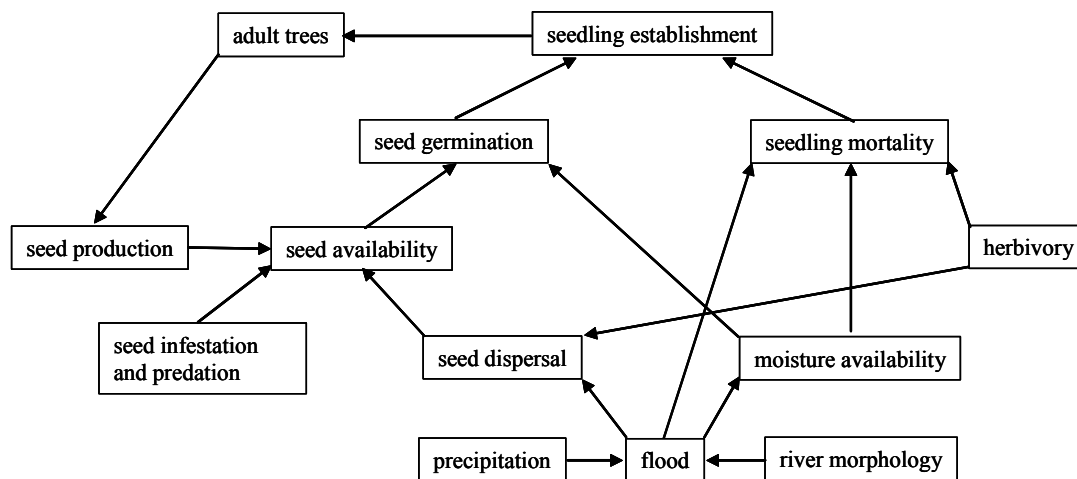 adult trees
seedling establishment
seed germination
seedling mortality
seed production
seed availability
herbivory
seed infestation
and predation
seed dispersal
moisture availability
precipitation
flood
river morphology